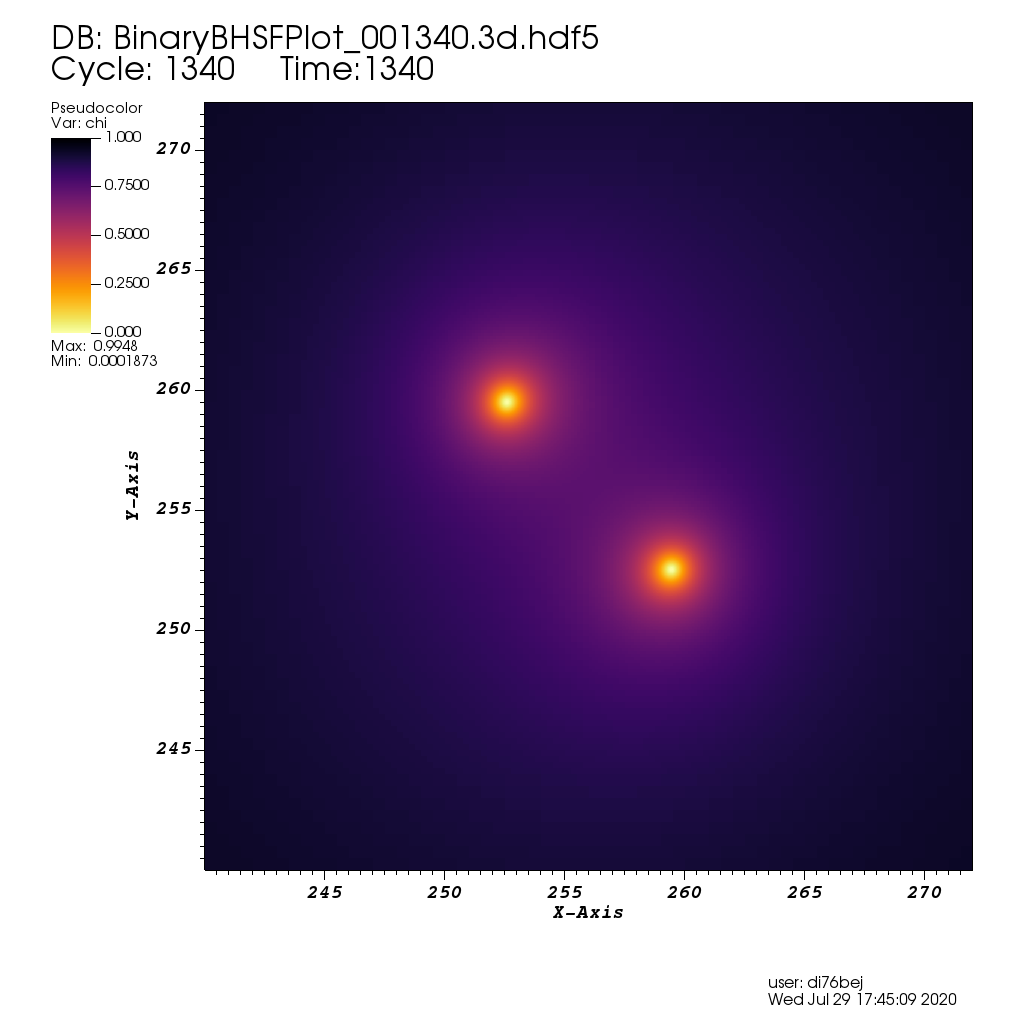 DB: BinaryBHSFPlot_001340.3d.hdf5
Cycle: 1340 Time:1340
Pseudocolor
Var: chi
1.000
0.7500
0.5000
0.2500
0.000
Max: 0.9948
Min: 0.0001873
270
265
260
255
250
245
Y-Axis
245 250 255 260 265 270
X-Axis
user: di76bej
Wed Jul 29 17:45:09 2020